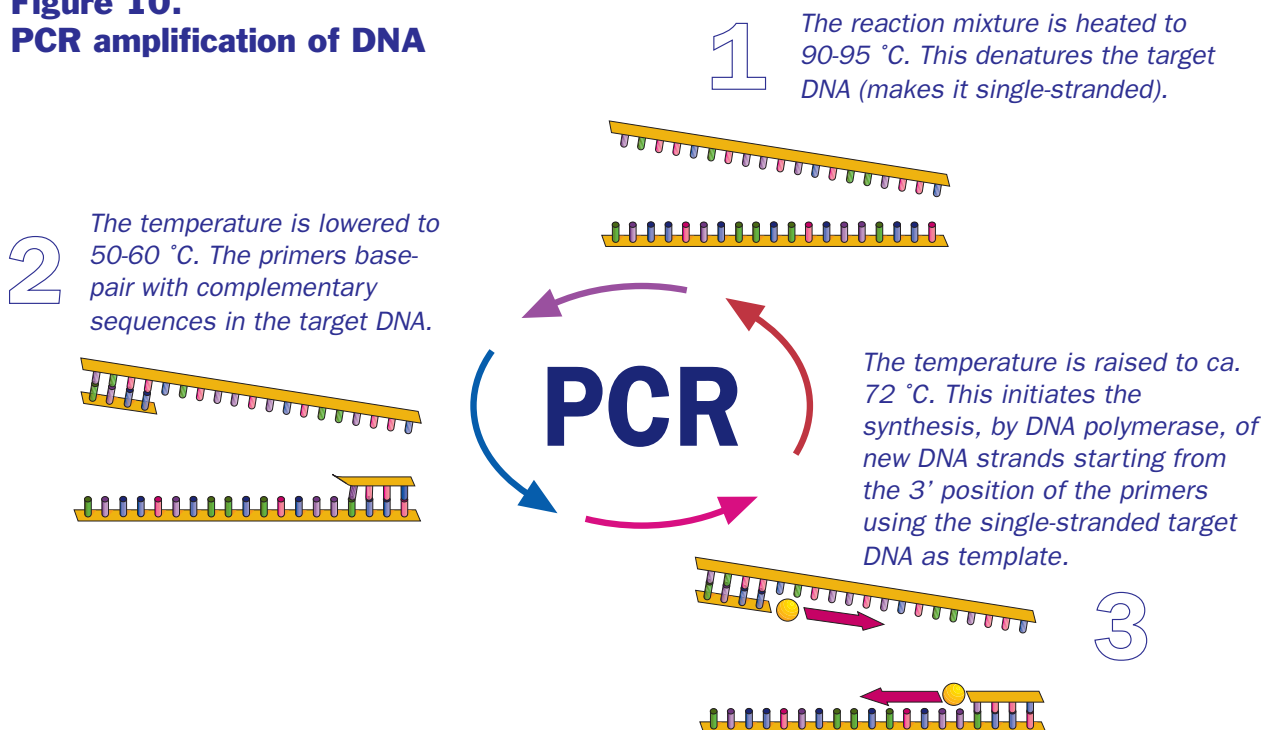 Figure 10.
PCR amplification of DNA
1
The reaction mixture is heated to
90-95 ˚C. This denatures the target
DNA (makes it single-stranded).
2
The temperature is lowered to
50-60 ˚C. The primers base-
pair with complementary
sequences in the target DNA.
PCR
The temperature is raised to ca.
72 ˚C. This initiates the
synthesis, by DNA polymerase, of
new DNA strands starting from
the 3’ position of the primers
using the single-stranded target
DNA as template.
3